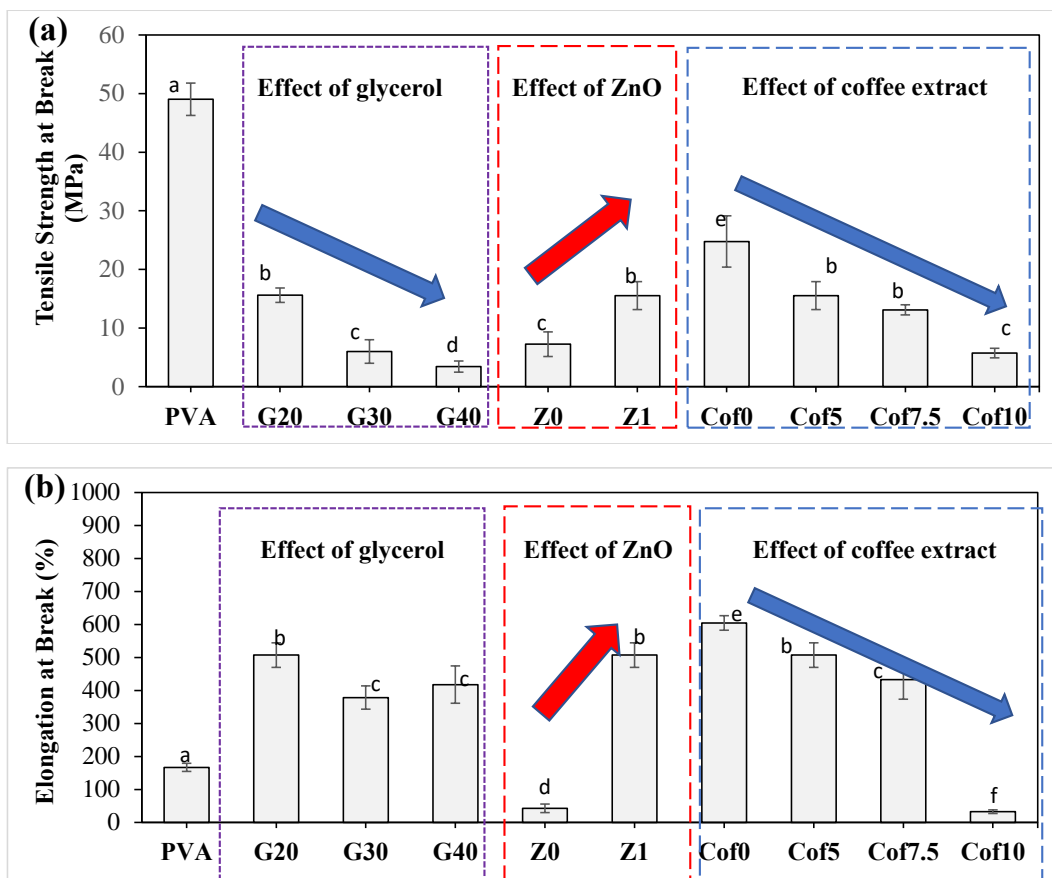 (a)
Tensile Strength at Break
(MPa)
60
50
40
30
20
10
0
Effect of glycerol
Effect of ZnO
Effect of coffee extract
a
b
c
d
c
b
e
b
b
c
PVA G20 G30 G40 Z0 Z1 Cof0 Cof5 Cof7.5 Cof10
(b)
Elongation at Break (%)
1000
900
800
700
600
500
400
300
200
100
0
Effect of glycerol
Effect of ZnO
Effect of coffee extract
a
b
c
c
d
b
e
b
c
f
PVA G20 G30 G40 Z0 Z1 Cof0 Cof5 Cof7.5 Cof10